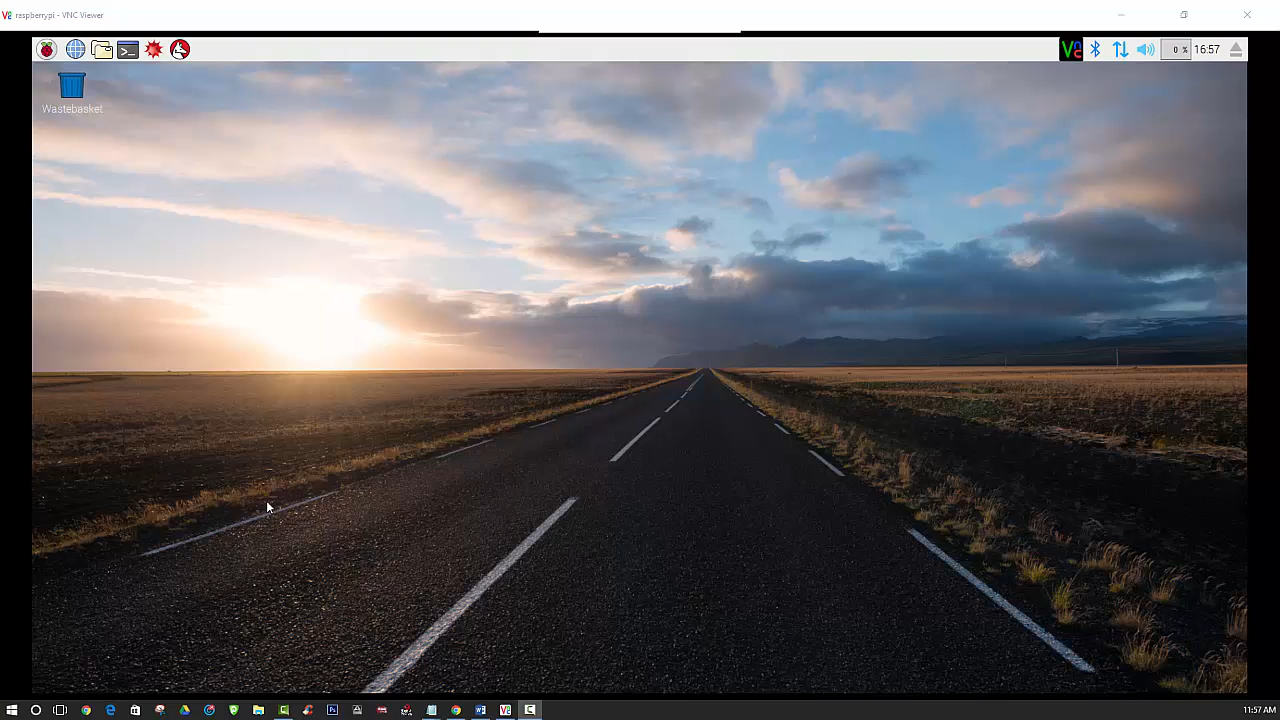 raspberrypi - VNC Viewer
0 %
16:57
Wastebasket
11:57 AM